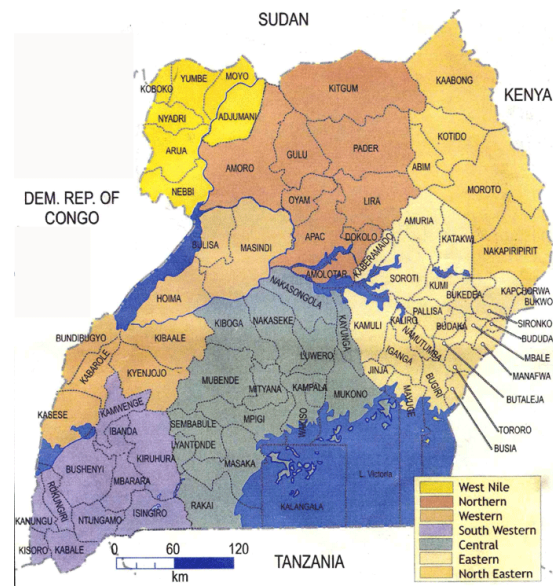 SUDAN
KENYA
DEM. REP. OF
CONGO
TANZANIA
KOBOKO
YUMBE
MOYO
ADJUMANI
NYADRI
ARUA
NEBBI
KITGUM
KAABONG
KOTIDO
ABIM
MOROTO
NAKAPIRIPIRIT
AMORO
GULU
PADER
OYAM
LIRA
APAC
DOKOLO
AMOLOTAR
KABERAMAIDO
AMURIA
KATAKWI
SOROTI
KUMI
BUKEDEA
KAPCHORWA
BUKWO
SIRONKO
BUDUDA
MBALE
MANAFWA
BUTALEJA
TORORO
BUSIA
BULISA
MASINDI
HOIMA
NAKASONGOLA
KIBOGA
NAKASEKE
LUWERO
KAYUNGA
KAMULI
KALIRO
PALLISA
BUDAKA
NAMUTUMBA
IGANGA
JINJA
MAYUGE
BUGIRI
BUNDIBUGYO
KABAROLE
KIBAALE
KYENJOJO
KASESE
KAMWENGE
IBANDA
KIRUHURA
BUSHENYI
MBARARA
RUKUNGIRI
KANUNGU
NTUNGAMO
ISINGIRO
KISORO
KABALE
MUBENDE
MITYANA
KAMPALA
MUKONO
WAKISO
MPIGI
SEMBABULE
LYANTONDE
MASAKA
RAKAI
KALANGALA
L. Victoria
0 60 120
km
West Nile
Northern
Western
South Western
Central
Eastern
North Eastern